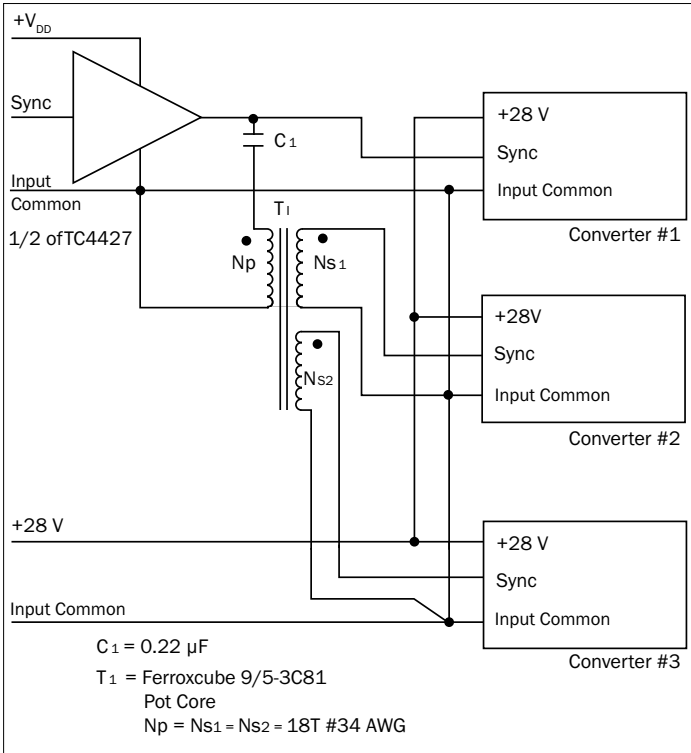 +VDD
Sync
Input
Common
1/2 ofTC4427
C1
TI
Np
Ns1
NS2
+28 V
Sync
Input Common
Converter #1
+28V
Sync
Input Common
Converter #2
+28 V
Input Common
+28 V
Sync
Input Common
Converter #3
C1 = 0.22 µF
T1 = Ferroxcube 9/5-3C81
Pot Core
Np = Ns1 = Ns2 = 18T #34 AWG